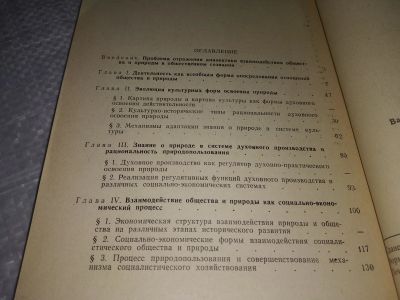 ОГЛАВЛЕНИЕ
Введение. Проблема отражения диалектики взаимодействия общества и природы в общественном сознании
Глава I. Деятельность как всеобщая форма опосредования отношений общества и природы 7
Глава II. Эволюция культурных форм освоения природы 47
§ 1. Картина природы и картина культуры как формы духовного
освоения действительности
§ 2. Культурно-исторические типы рациональности духовного
освоения природы
§ 3. Механизмы адаптации знания о природе в системе культуры
62
Глава III. Знание о природе в системе духовного производства и
рациональность природопользования 85
§ 1. Духовное производство как регулятор духовно-практического
освоения природы
§ 2. Реализация регулятивных функций духовного производства в
различных социально-экономических системах 93
Глава IV. Взаимодействие общества и природы как социально-экономический процесс 106
§ 1. Экономическая структура взаимодействия природы и общества на различных этапах исторического развития
§ 2. Социально-экономические формы взаимодействия социалистического общества и природы 117
§ 3. Процесс природопользования и совершенствование механизма социалистического хозяйствования 130